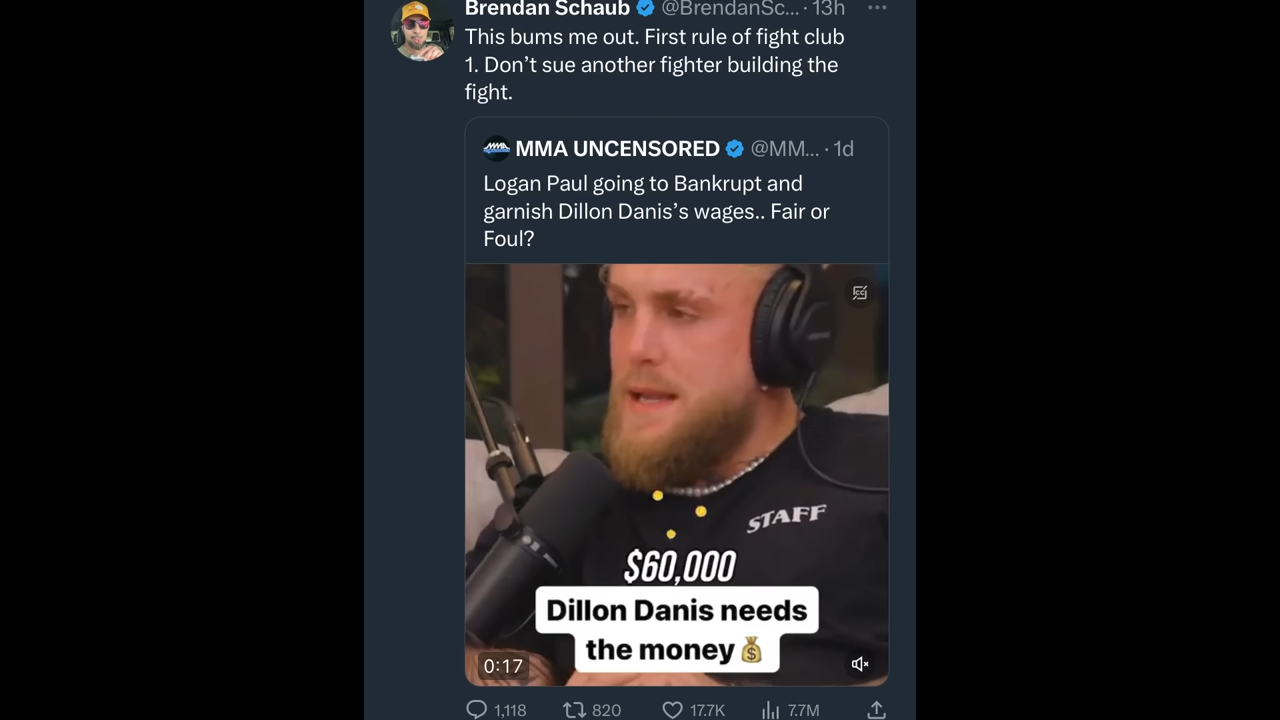 Brendan Schaub @BrendanSc... · 13h
This bums me out. First rule of fight club
1. Don't sue another fighter building the
fight.
MMA UNCENSORED @MM... · 1d
Logan Paul going to Bankrupt and
garnish Dillon Danis's wages.. Fair or
Foul?
CC
STAFF
$60,000
Dillon Danis needs
the money💰
0:17
1,118 820 17.7K 7.7M